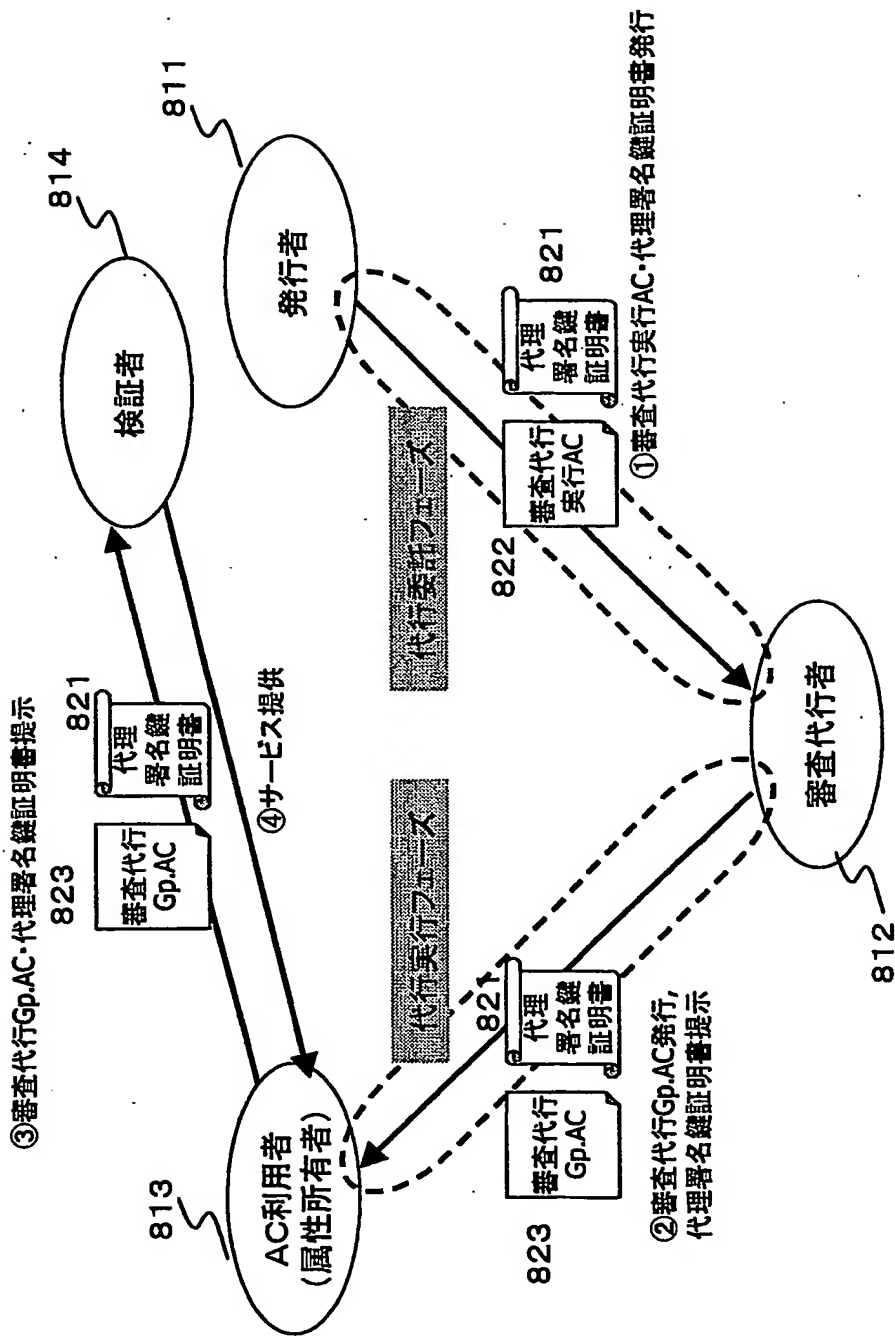 ③審査代行Gp.AC・代理署名鍵証明書提示
823
審査代行
Gp.AC
821
代理
署名鍵
証明書
④サービス提供
814
検証者
811
発行者
813
AC利用者
(属性所有者)
代行実行フェーズ
代行委託フェーズ
823
審査代行
Gp.AC
821
代理
署名鍵
証明書
②審査代行Gp.AC発行,
代理署名鍵証明書提示
822
審査代行
実行AC
821
代理
署名鍵
証明書
①審査代行実行AC・代理署名鍵証明書発行
審査代行者
812